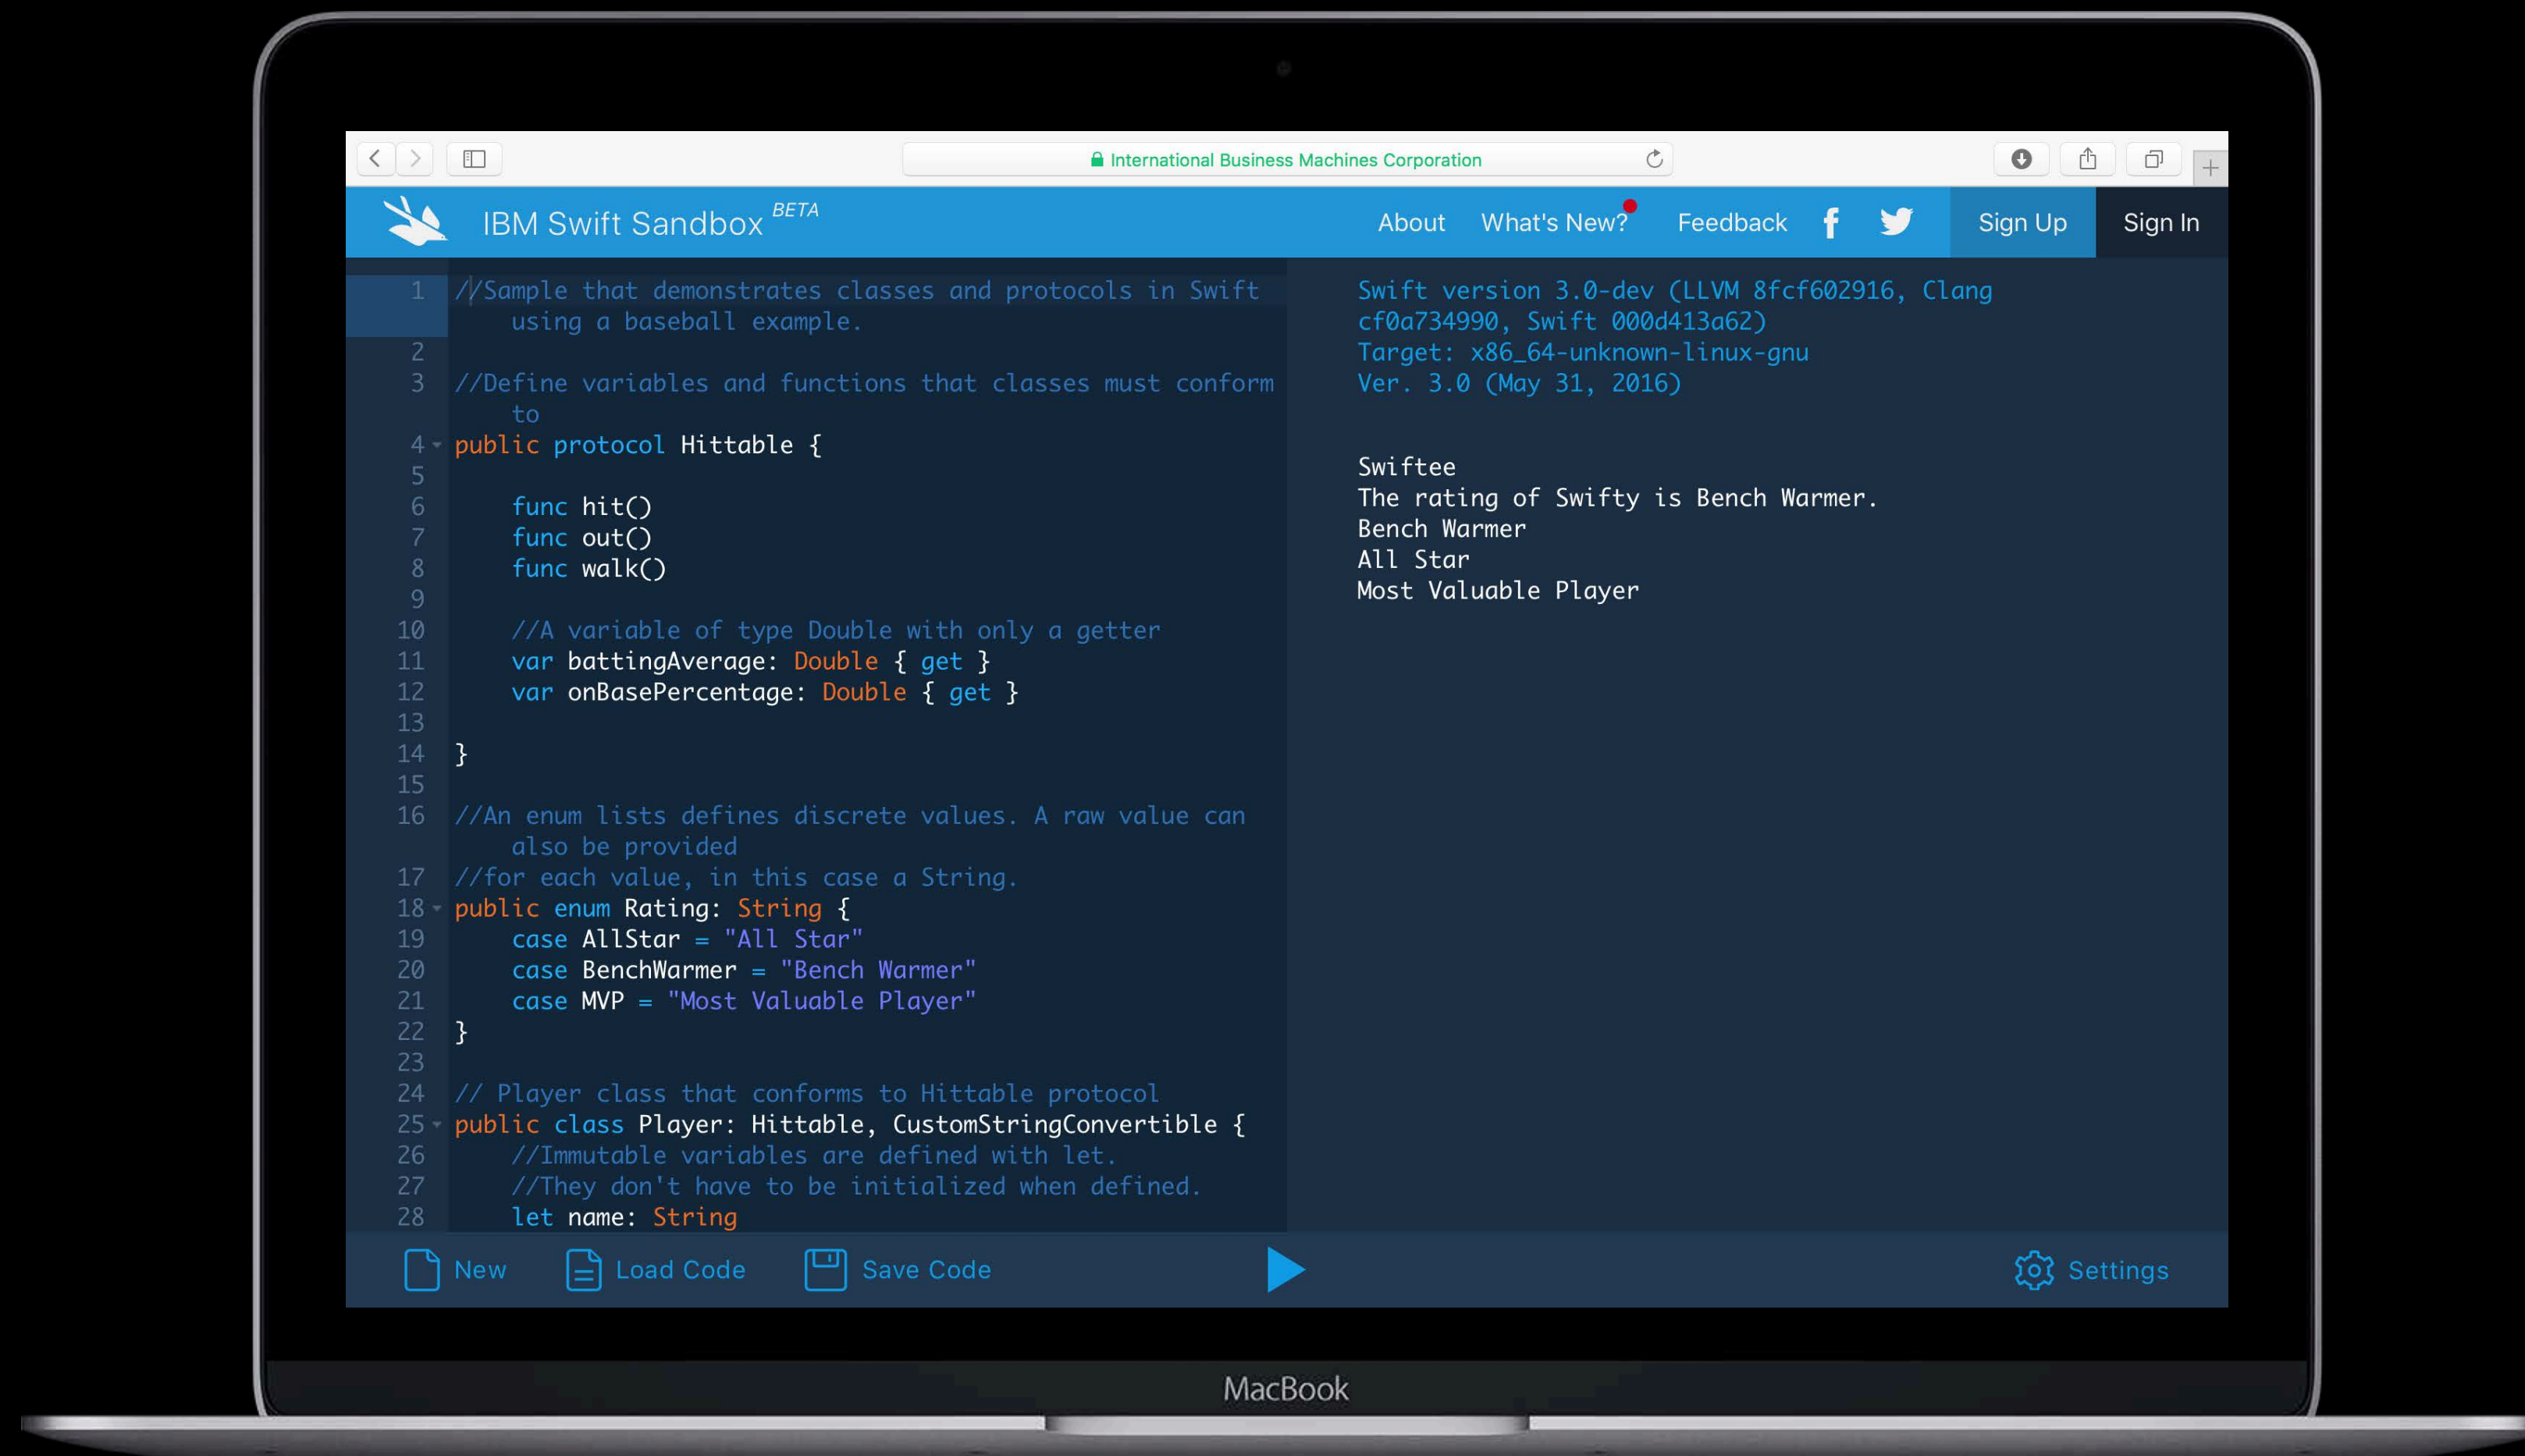 International Business Machines Corporation
IBM Swift Sandbox BETA
About What's New? Feedback Sign Up Sign In
1 //Sample that demonstrates classes and protocols in Swift
using a baseball example.
2
3 //Define variables and functions that classes must conform
to
4 public protocol Hittable {
5
6 func hit()
7 func out()
8 func walk()
9
10 //A variable of type Double with only a getter
11 var battingAverage: Double { get }
12 var onBasePercentage: Double { get }
13
14 }
15
16 //An enum lists defines discrete values. A raw value can
also be provided
17 //for each value, in this case a String.
18 public enum Rating: String {
19 case AllStar = "All Star"
20 case BenchWarmer = "Bench Warmer"
21 case MVP = "Most Valuable Player"
22 }
23
24 // Player class that conforms to Hittable protocol
25 public class Player: Hittable, CustomStringConvertible {
26 //Immutable variables are defined with let.
27 //They don't have to be initialized when defined.
28 let name: String
Swift version 3.0-dev (LLVM 8fcf602916, Clang
cf0a734990, Swift 000d413a62)
Target: x86_64-unknown-linux-gnu
Ver. 3.0 (May 31, 2016)
Swiftee
The rating of Swifty is Bench Warmer.
Bench Warmer
All Star
Most Valuable Player
New Load Code Save Code Settings
MacBook